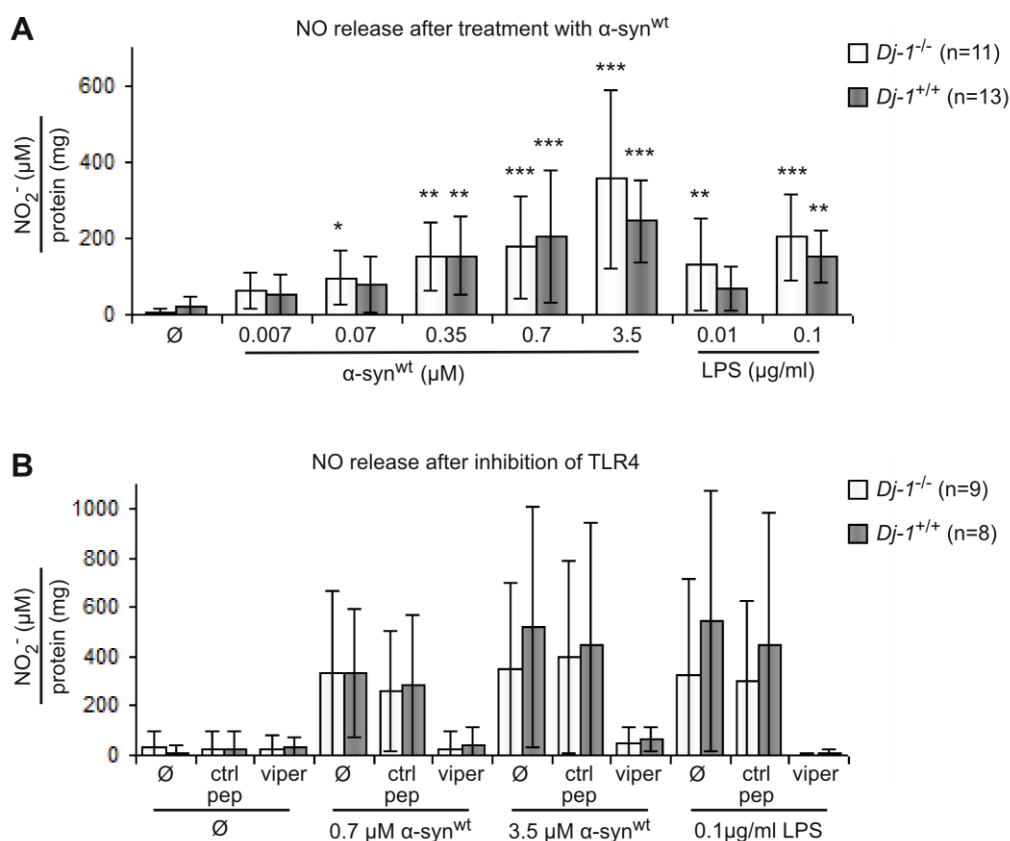 A
NO release after treatment with α-syn^wt
Dj-1^-/- (n=11)
Dj-1^+/+ (n=13)
NO₂⁻ (µM)
protein (mg)
600
400
200
0
*
**
**
***
***
***
***
**
***
**
Ø
0.007
0.07
0.35
0.7
3.5
0.01
0.1
α-syn^wt (µM)
LPS (µg/ml)
B
NO release after inhibition of TLR4
Dj-1^-/- (n=9)
Dj-1^+/+ (n=8)
NO₂⁻ (µM)
protein (mg)
1000
800
600
400
200
0
Ø ctrl viper Ø ctrl viper Ø ctrl viper Ø ctrl viper
pep pep pep pep
Ø 0.7 µM α-syn^wt 3.5 µM α-syn^wt 0.1µg/ml LPS